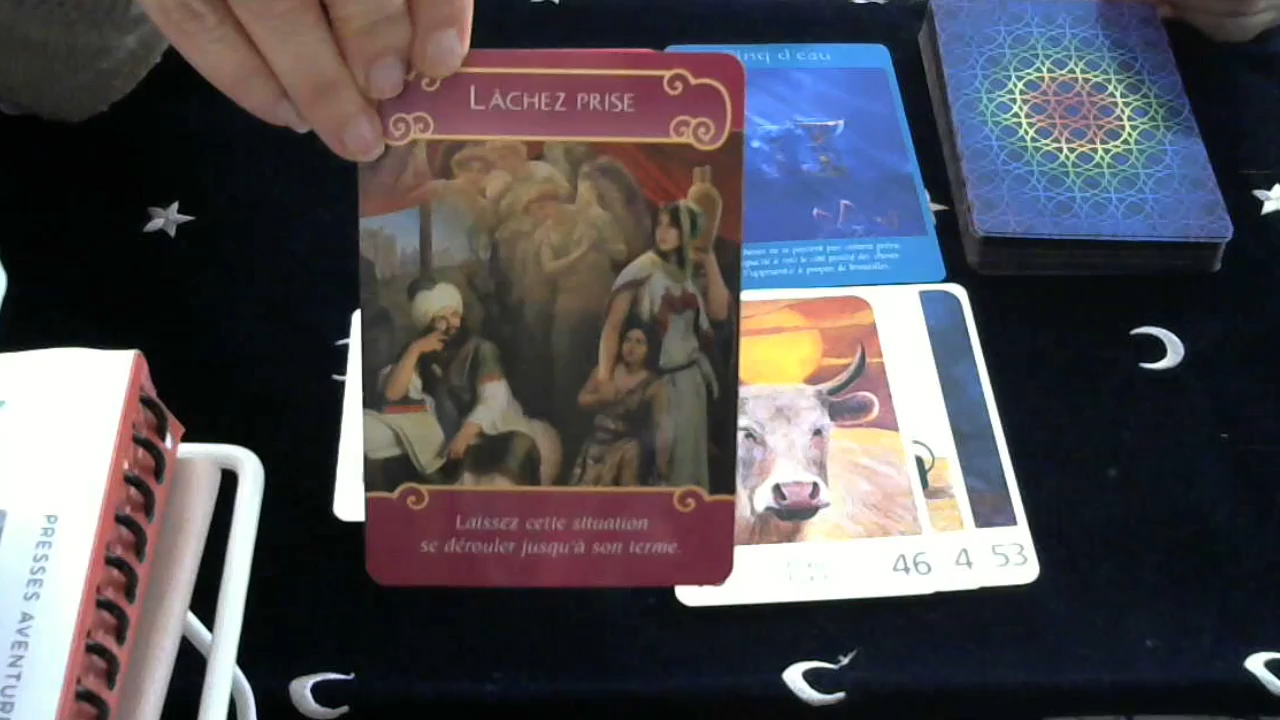 LÂCHEZ PRISE
Laissez cette situation
se dérouler jusqu'à son terme.
inq d'eau
46 4 53
PRESSES AVENTUR